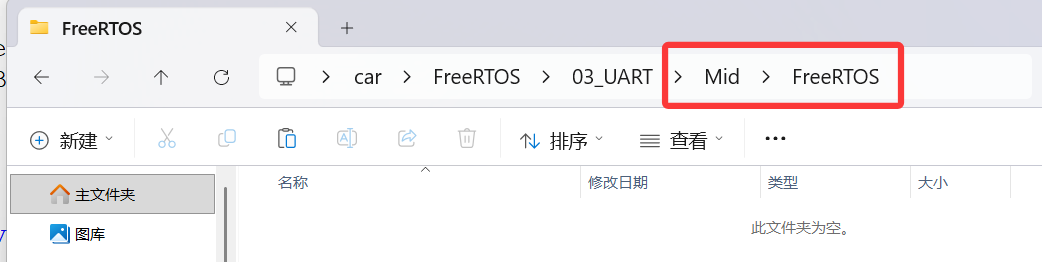 FreeRTOS
car > FreeRTOS > 03_UART > Mid > FreeRTOS
新建 排序 查看
名称 修改日期 类型 大小
主文件夹
此文件夹为空。
图库